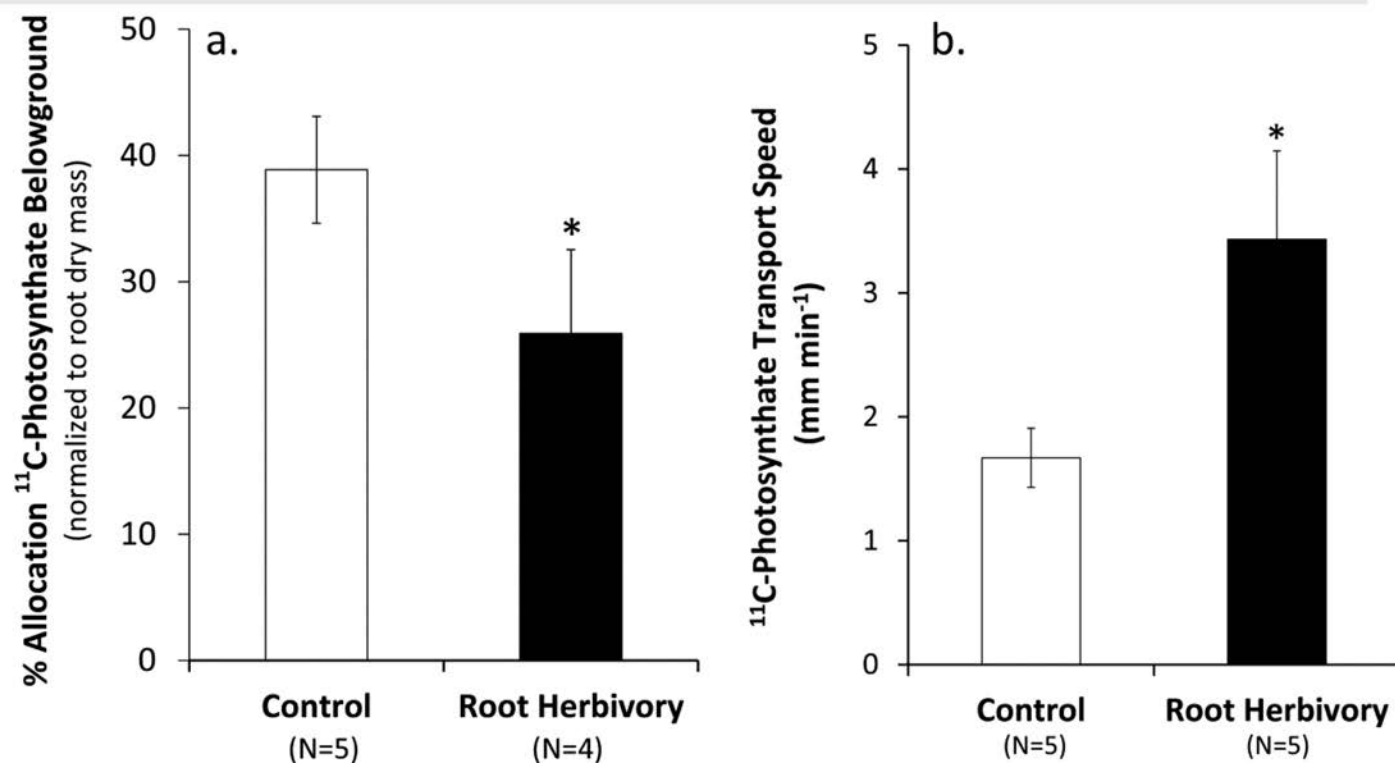 a.
% Allocation ¹¹C-Photosynthate Belowground
(normalized to root dry mass)
50
40
30
20
10
0
*
Control
(N=5)
Root Herbivory
(N=4)
b.
¹¹C-Photosynthate Transport Speed
(mm min⁻¹)
5
4
3
2
1
0
*
Control
(N=5)
Root Herbivory
(N=5)